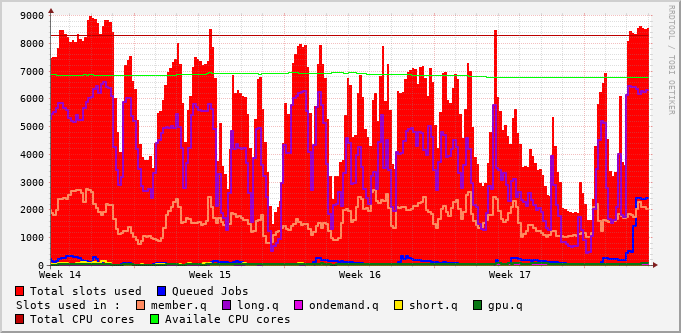 9000
8000
7000
6000
5000
4000
3000
2000
1000
0
Week 14 Week 15 Week 16 Week 17
RRDTOOL / TOBI OETIKER
Total slots used Queued Jobs
Slots used in : member.q long.q ondemand.q short.q gpu.q
Total CPU cores Availale CPU cores